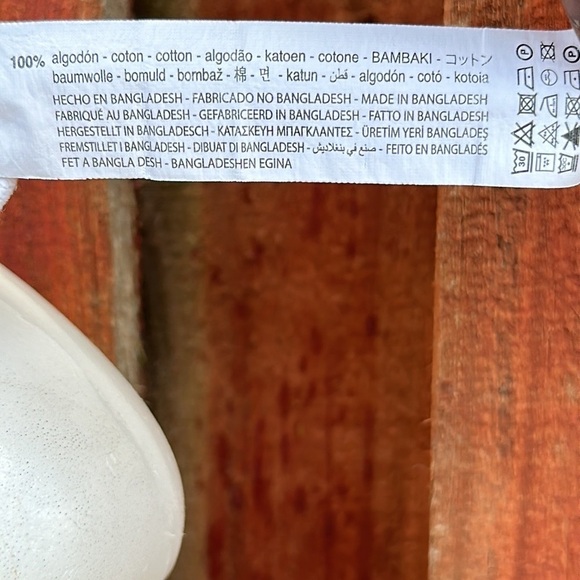 100% algodón - coton - cotton - algodão - katoen - cotone - BAMBAKI - コットン
baumwolle - bomuld - bombaž - 棉 - 면 - katun - قطن - algodón - cotó - kotoia
HECHO EN BANGLADESH - FABRICADO NO BANGLADESH - MADE IN BANGLADESH
FABRIQUÉ AU BANGLADESH - GEFABRICEERD IN BANGLADESH - FATTO IN BANGLADESH
HERGESTELLT IN BANGLADESCH - ΚΑΤΑΣΚΕΥΗ ΜΠΑΓΚΛΑΝΤΕΣ - ÜRETİM YERİ BANGLADEŞ
FREMSTILLET I BANGLADESH - DIBUAT DI BANGLADESH - صنع في بنغلاديش - FEITO EN BANGLADÉS
FET A BANGLA DESH - BANGLADESHEN EGINA
P
30